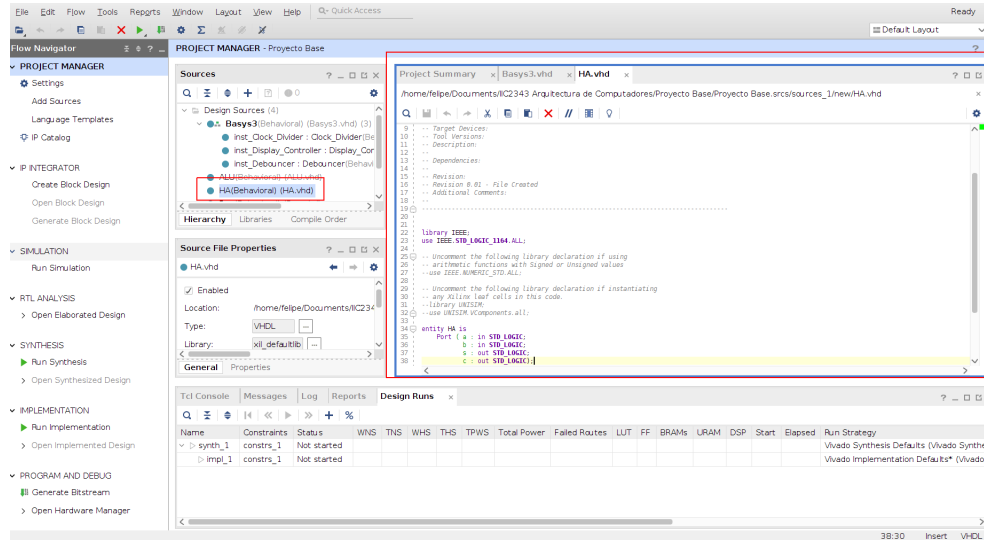 File Edit Flow Tools Reports Window Layout View Help Q- Quick Access Ready
Default Layout
Flow Navigator
PROJECT MANAGER - Proyecto Base
PROJECT MANAGER
Settings
Add Sources
Language Templates
IP Catalog
IP INTEGRATOR
Create Block Design
Open Block Design
Generate Block Design
SIMULATION
Run Simulation
RTL ANALYSIS
Open Elaborated Design
SYNTHESIS
Run Synthesis
Open Synthesized Design
IMPLEMENTATION
Run Implementation
Open Implemented Design
PROGRAM AND DEBUG
Generate Bitstream
Open Hardware Manager
Sources
0
Design Sources (4)
Basys3(Behavioral) (Basys3.vhd) (3)
inst_Clock_Divider : Clock_Divider(Be
inst_Display_Controller : Display_Cor
inst_Debouncer : Debouncer(Behavi
ALU(Behavioral) (ALU.vhd)
HA(Behavioral) (HA.vhd)
Hierarchy Libraries Compile Order
Source File Properties
HA.vhd
Enabled
Location: /home/felipe/Documents/IIC234
Type: VHDL
Library: xil_defaultlib
General Properties
Project Summary Basys3.vhd HA.vhd
/home/felipe/Documents/IIC2343 Arquitectura de Computadores/Proyecto Base/Proyecto Base.srcs/sources_1/new/HA.vhd
9 -- Target Devices:
10 -- Tool Versions:
11 -- Description:
12 --
13 -- Dependencies:
14 --
15 -- Revision:
16 -- Revision 0.01 - File Created
17 -- Additional Comments:
18 --
19 ----------------------------------------------------------------------------------
20
21
22 library IEEE;
23 use IEEE.STD_LOGIC_1164.ALL;
24
25 -- Uncomment the following library declaration if using
26 -- arithmetic functions with Signed or Unsigned values
27 --use IEEE.NUMERIC_STD.ALL;
28
29 -- Uncomment the following library declaration if instantiating
30 -- any Xilinx leaf cells in this code.
31 --library UNISIM;
32 --use UNISIM.VComponents.all;
33
34 entity HA is
35 Port ( a : in STD_LOGIC;
36 b : in STD_LOGIC;
37 s : out STD_LOGIC;
38 c : out STD_LOGIC);
Tcl Console Messages Log Reports Design Runs
Name Constraints Status WNS TNS WHS THS TPWS Total Power Failed Routes LUT FF BRAMs URAM DSP Start Elapsed Run Strategy
synth_1 constrs_1 Not started Vivado Synthesis Defaults (Vivado Synthe
impl_1 constrs_1 Not started Vivado Implementation Defaults* (Vivado
38:30 Insert VHDL